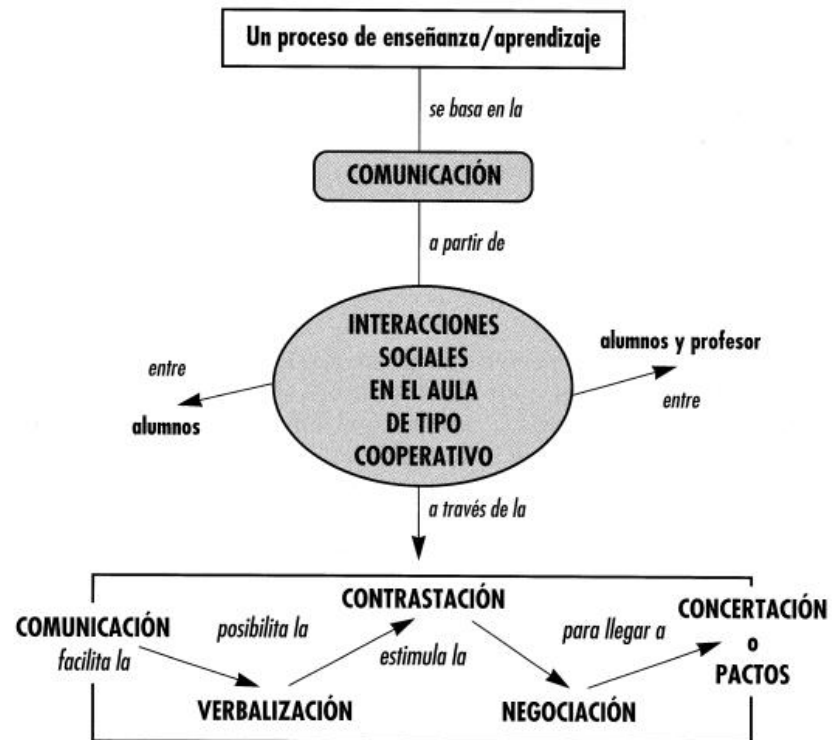 Un proceso de enseñanza/aprendizaje
se basa en la
COMUNICACIÓN
a partir de
INTERACCIONES
SOCIALES
EN EL AULA
DE TIPO
COOPERATIVO
entre
alumnos
alumnos y profesor
entre
a través de la
COMUNICACIÓN
facilita la
VERBALIZACIÓN
posibilita la
CONTRASTACIÓN
estimula la
NEGOCIACIÓN
para llegar a
CONCERTACIÓN
o
PACTOS